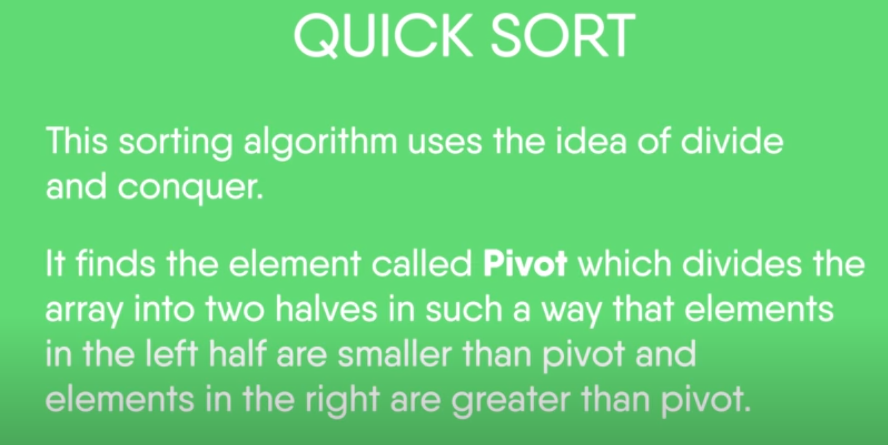 QUICK SORT
This sorting algorithm uses the idea of divide
and conquer.
It finds the element called Pivot which divides the
array into two halves in such a way that elements
in the left half are smaller than pivot and
elements in the right are greater than pivot.